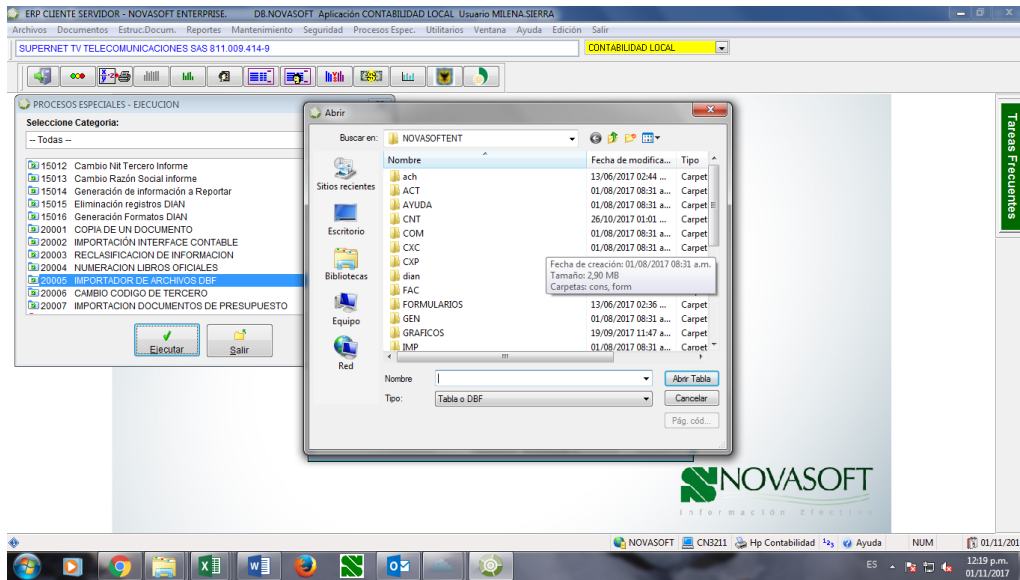 ERP CLIENTE SERVIDOR - NOVASOFT ENTERPRISE. DB.NOVASOFT Aplicación CONTABILIDAD LOCAL Usuario MILENA.SIERRA
Archivos Documentos Estruc.Docum. Reportes Mantenimiento Seguridad Procesos Espec. Utilitarios Ventana Ayuda Edición Salir
SUPERNET TV TELECOMUNICACIONES SAS 811.009.414-9
CONTABILIDAD LOCAL
PROCESOS ESPECIALES - EJECUCION
Seleccione Categoria:
-- Todas --
15012 Cambio Nit Tercero Informe
15013 Cambio Razón Social informe
15014 Generación de información a Reportar
15015 Eliminación registros DIAN
15016 Generación Formatos DIAN
20001 COPIA DE UN DOCUMENTO
20002 IMPORTACIÓN INTERFACE CONTABLE
20003 RECLASIFICACION DE INFORMACION
20004 NUMERACION LIBROS OFICIALES
20005 IMPORTADOR DE ARCHIVOS DBF
20006 CAMBIO CODIGO DE TERCERO
20007 IMPORTACION DOCUMENTOS DE PRESUPUESTO
Ejecutar
Salir
Abrir
Buscar en: NOVASOFTENT
Sitios recientes
Escritorio
Bibliotecas
Equipo
Red
Nombre Fecha de modifica... Tipo
ach 13/06/2017 02:44 ... Carpet
ACT 01/08/2017 08:31 a... Carpet
AYUDA 01/08/2017 08:31 a... Carpet
CNT 26/10/2017 01:01 ... Carpet
COM 01/08/2017 08:31 a... Carpet
CXC 01/08/2017 08:31 a... Carpet
CXP
dian
FAC
FORMULARIOS 13/06/2017 02:36 ... Carpet
GEN 01/08/2017 08:31 a... Carpet
GRAFICOS 19/09/2017 11:47 a... Carpet
IMP 01/08/2017 08:31 a... Carpet
Fecha de creación: 01/08/2017 08:31 a.m.
Tamaño: 2,90 MB
Carpetas: cons, form
Nombre
Abrir Tabla
Tipo: Tabla o DBF
Cancelar
Pág. cód...
Tareas Frecuentes
NOVASOFT
Información Efectiva
NOVASOFT CN3211 Hp Contabilidad Ayuda NUM 01/11/201
ES
12:19 p.m.
01/11/2017